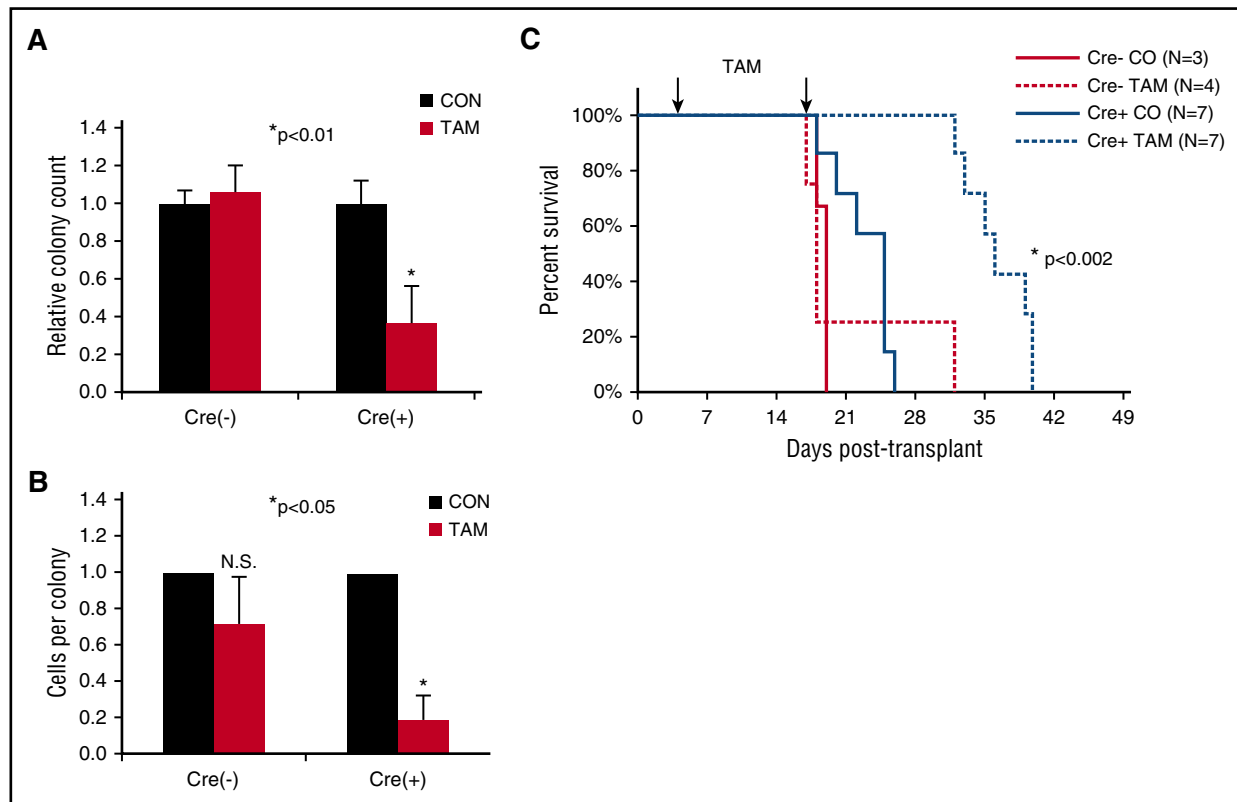 A
CON
TAM
*p<0.01
1.4
1.2
1.0
0.8
0.6
0.4
0.2
0.0
Relative colony count
*
Cre(-)
Cre(+)
B
CON
TAM
*p<0.05
1.4
1.2
1.0
0.8
0.6
0.4
0.2
0.0
Cells per colony
N.S.
*
Cre(-)
Cre(+)
C
TAM
Cre- CO (N=3)
Cre- TAM (N=4)
Cre+ CO (N=7)
Cre+ TAM (N=7)
100%
80%
60%
40%
20%
0%
Percent survival
* p<0.002
0 7 14 21 28 35 42 49
Days post-transplant